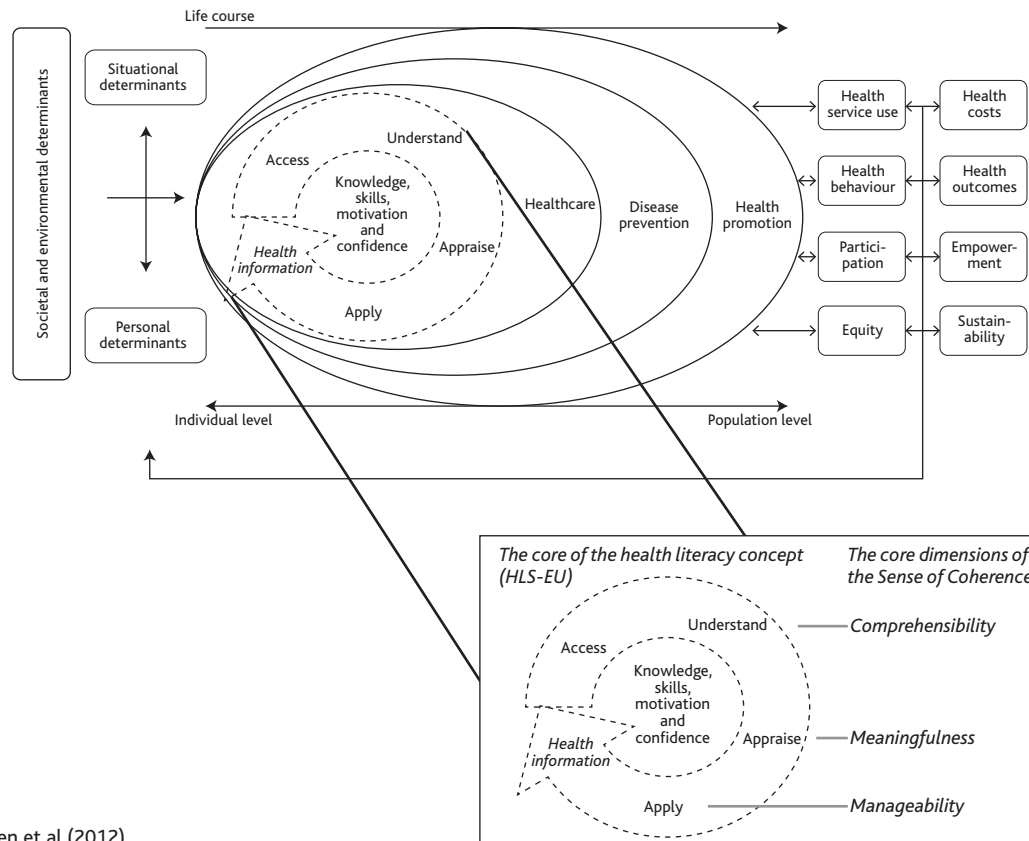 Life course
Societal and environmental determinants
Situational
determinants
Personal
determinants
Access
Understand
Knowledge,
skills,
motivation
and
confidence
Health
information
Appraise
Apply
Healthcare
Disease
prevention
Health
promotion
Health
service use
Health
costs
Health
behaviour
Health
outcomes
Partici-
pation
Empower-
ment
Equity
Sustain-
ability
Individual level
Population level
The core of the health literacy concept
(HLS-EU)
The core dimensions of
the Sense of Coherence
Understand
Comprehensibility
Access
Knowledge,
skills,
motivation
and
confidence
Health
information
Appraise
Meaningfulness
Apply
Manageability
en et al (2012)